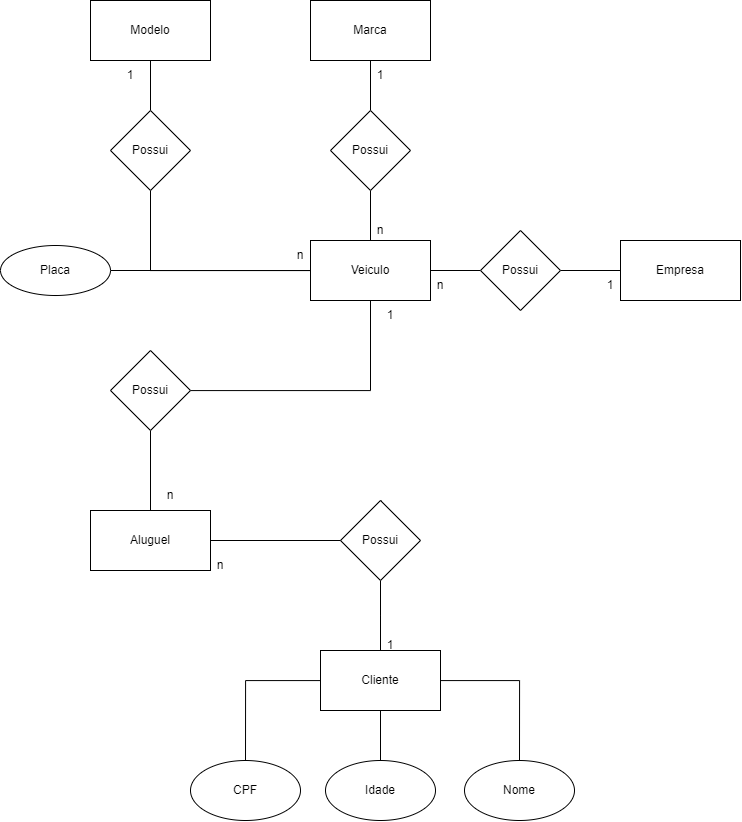 Modelo
Marca
1
1
Possui
Possui
n
n
Placa
Veiculo
Possui
Empresa
n
1
1
Possui
n
Aluguel
Possui
n
1
Cliente
CPF
Idade
Nome